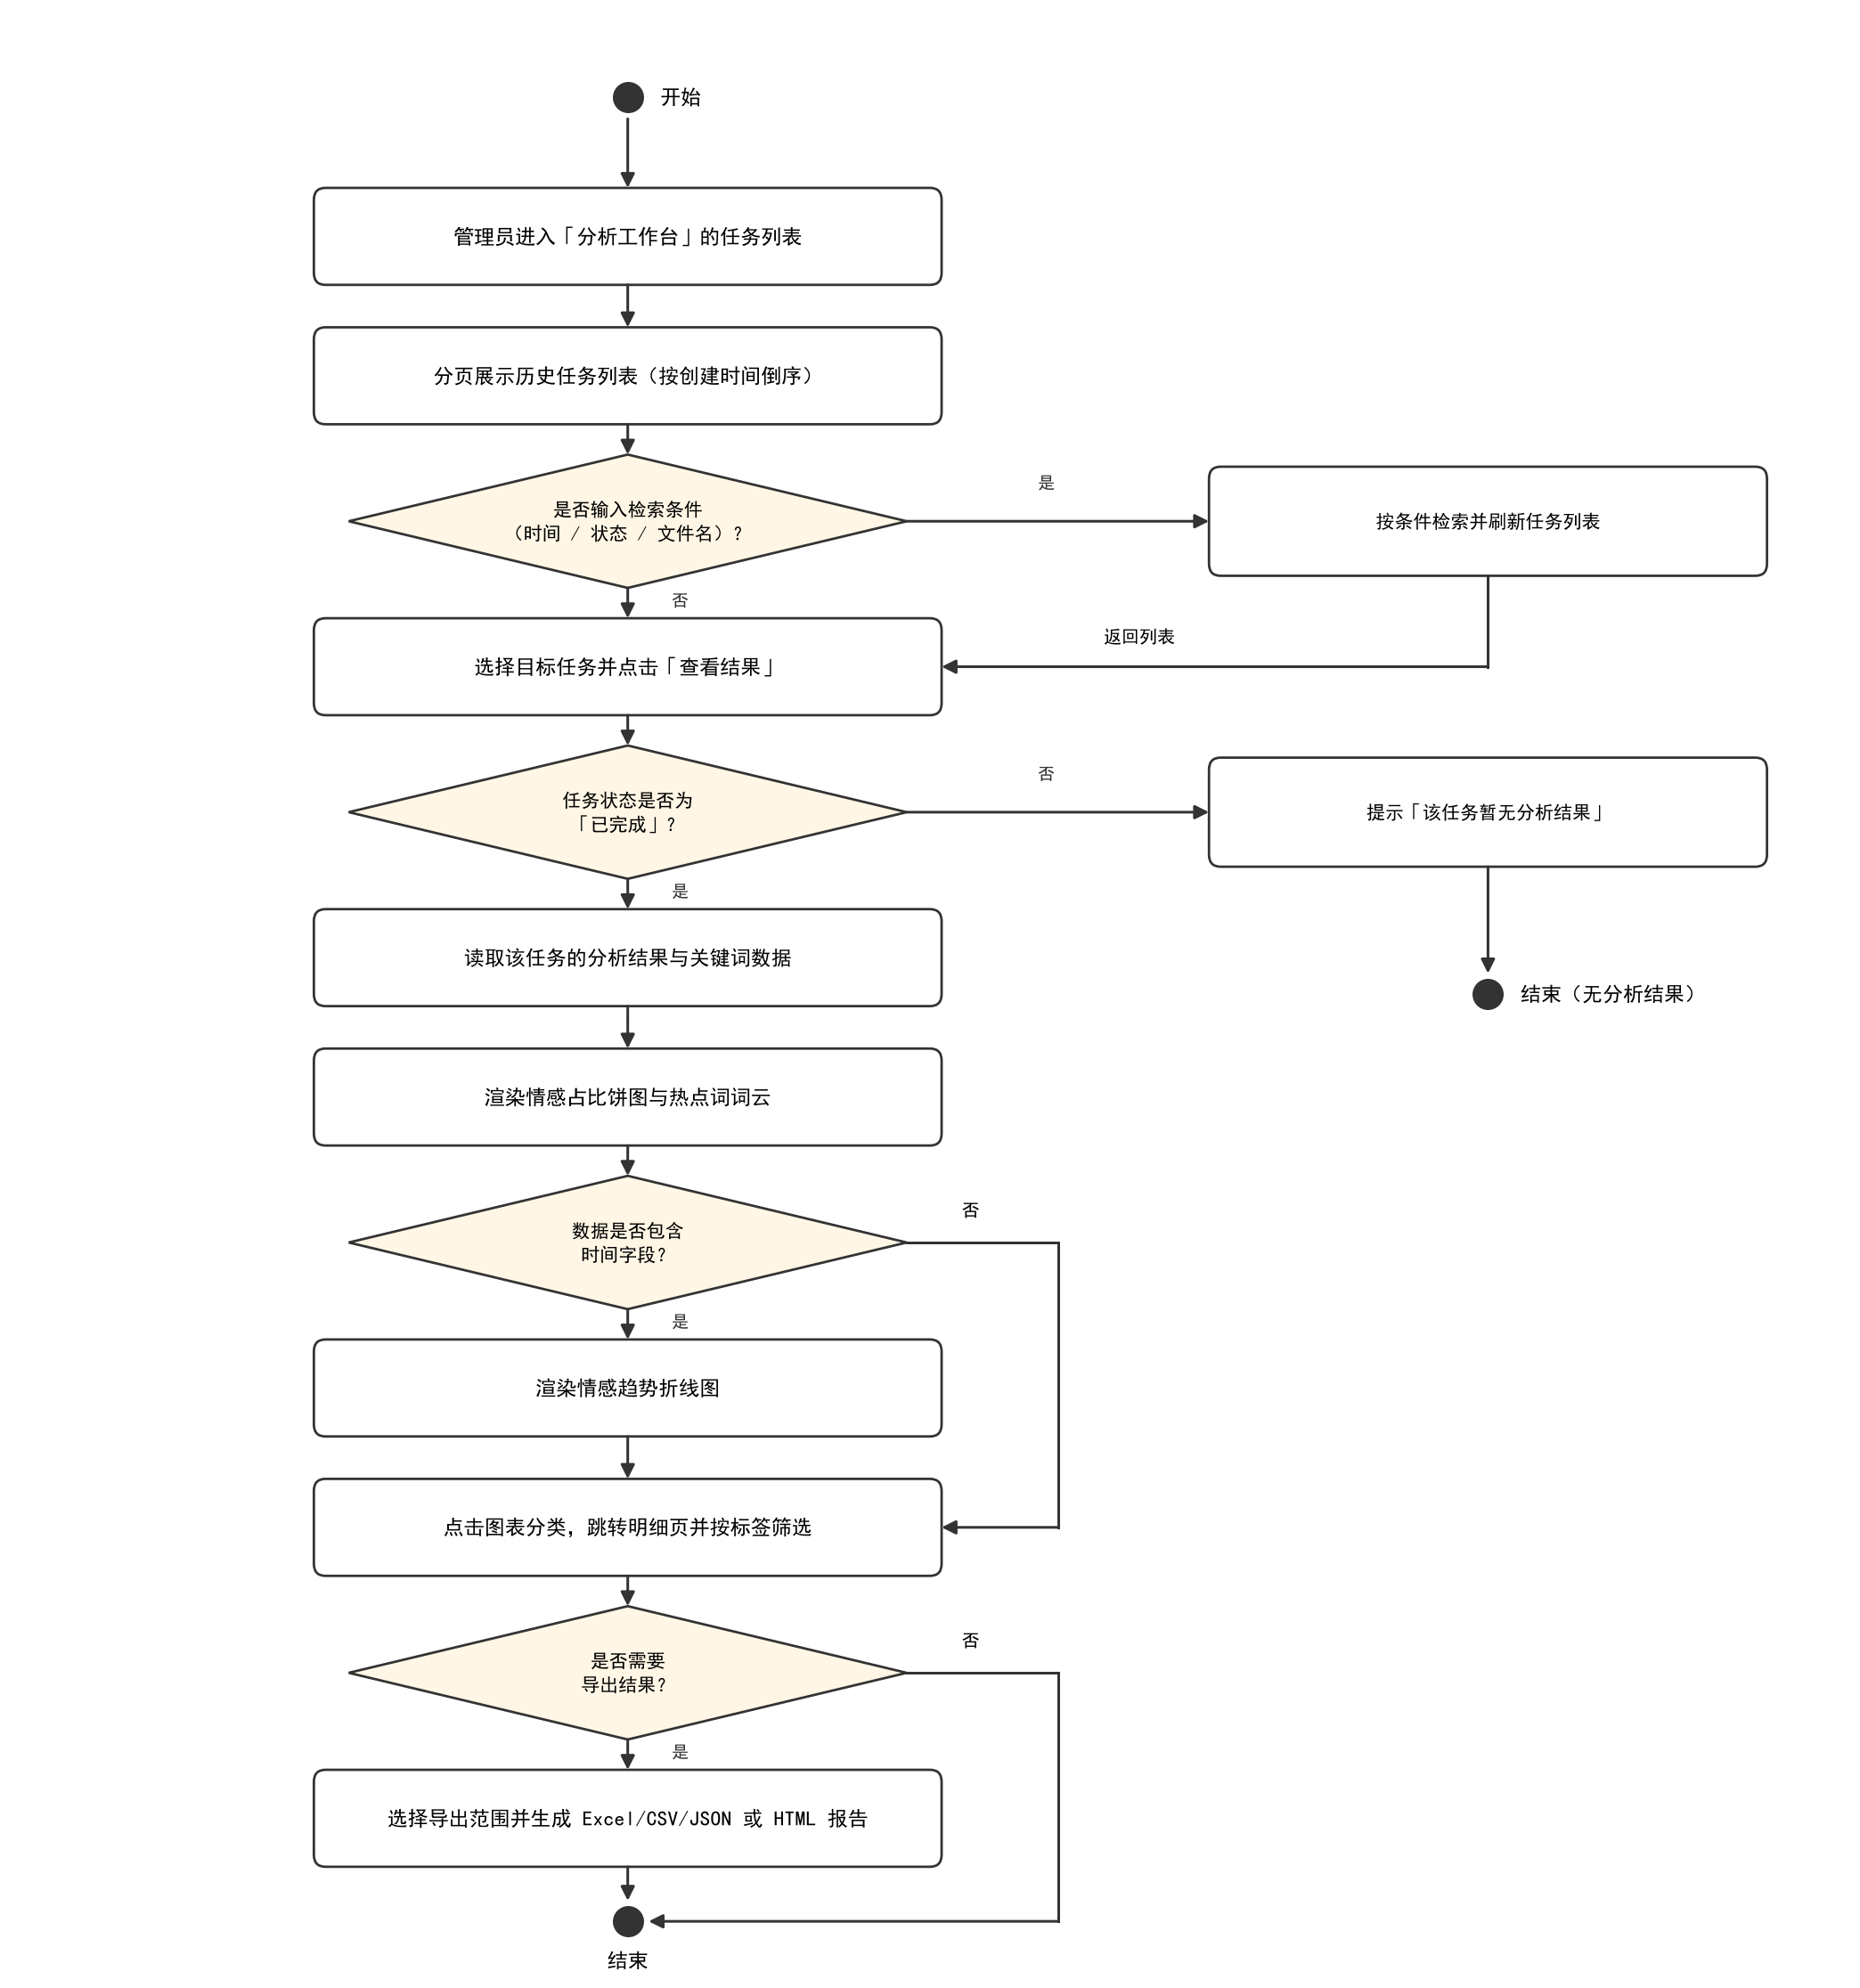 开始
管理员进入「分析工作台」的任务列表
分页展示历史任务列表（按创建时间倒序）
是否输入检索条件
（时间 / 状态 / 文件名）?
是
按条件检索并刷新任务列表
否
返回列表
选择目标任务并点击「查看结果」
任务状态是否为
「已完成」?
否
提示「该任务暂无分析结果」
是
读取该任务的分析结果与关键词数据
结束（无分析结果）
渲染情感占比饼图与热点词词云
数据是否包含
时间字段?
否
是
渲染情感趋势折线图
点击图表分类，跳转明细页并按标签筛选
是否需要
导出结果?
否
是
选择导出范围并生成 Excel/CSV/JSON 或 HTML 报告
结束